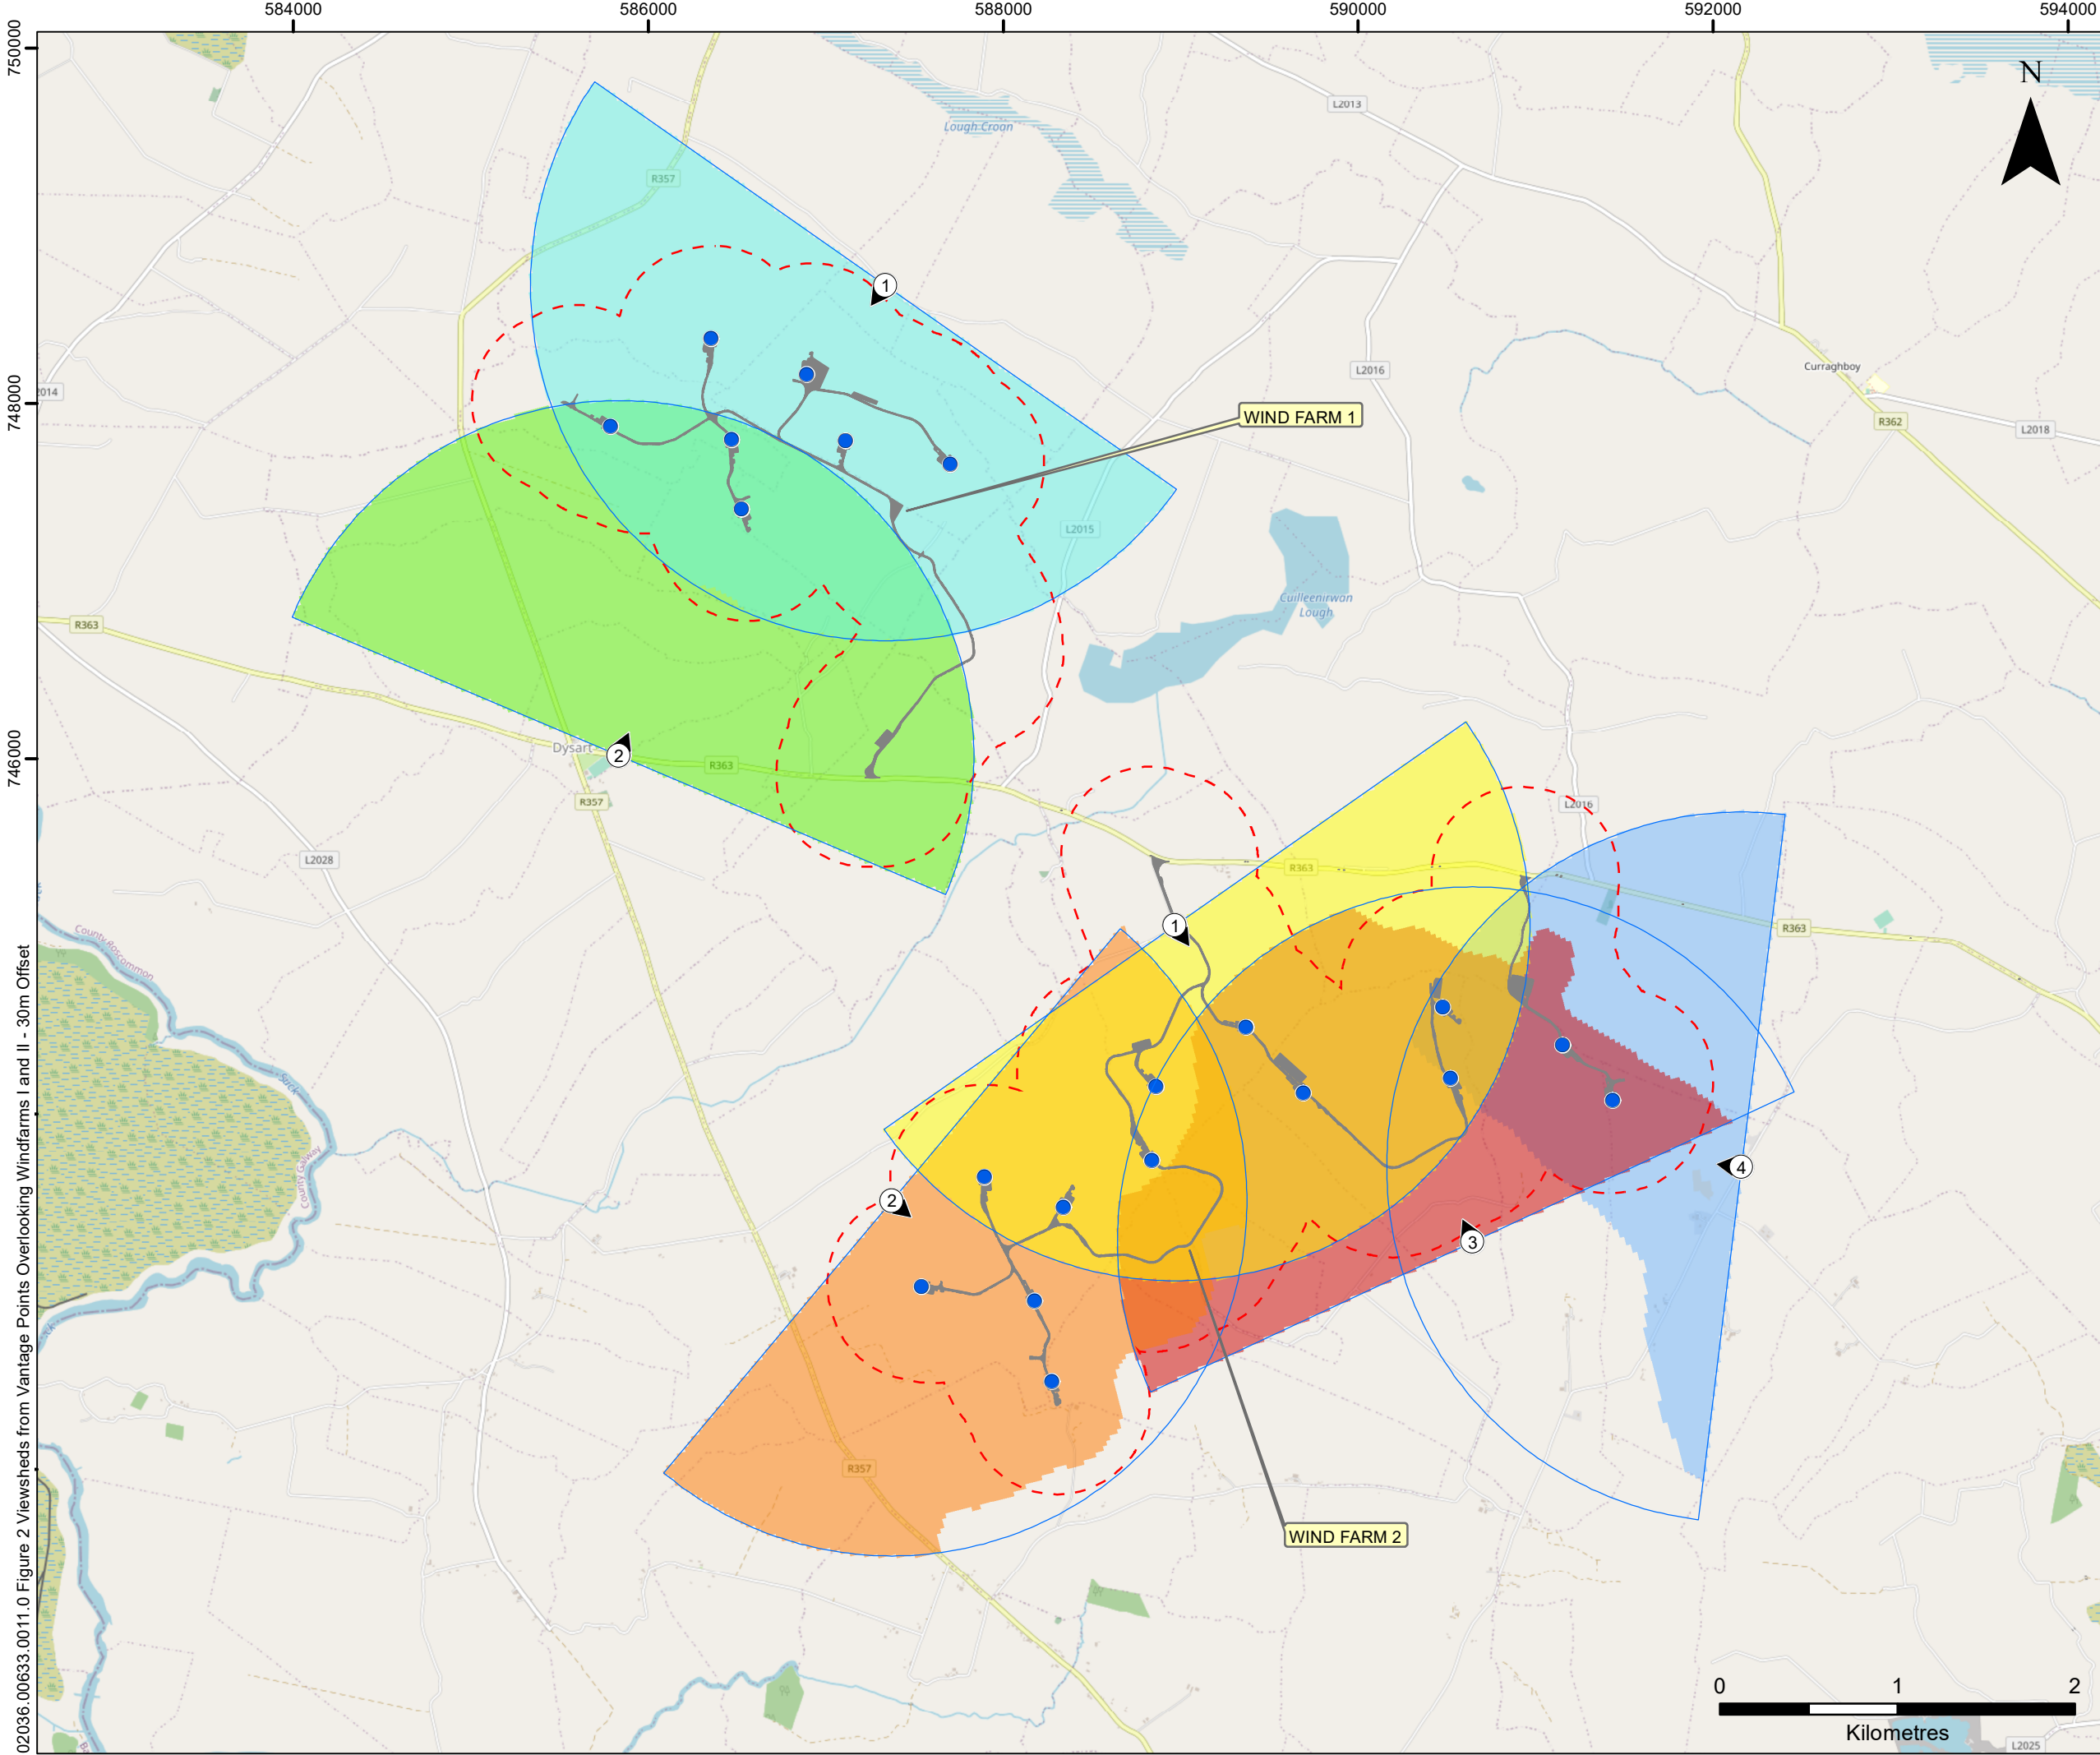 584000
586000
588000
590000
592000
594000
750000
748000
746000
N
L2013
Lough Croan
R357
1
2014
L2016
Curraghboy
R362
L2018
WIND FARM 1
L2015
Cuilleenirwan
Lough
R363
Dysart
2
R363
R357
L2016
L2028
R363
R363
1
County Roscommon
Suck
County Galway
2
3
4
R357
WIND FARM 2
0
1
2
Kilometres
L2025
02036.00633.0011.0 Figure 2 Viewsheds from Vantage Points Overlooking Windfarms I and II - 30m Offset